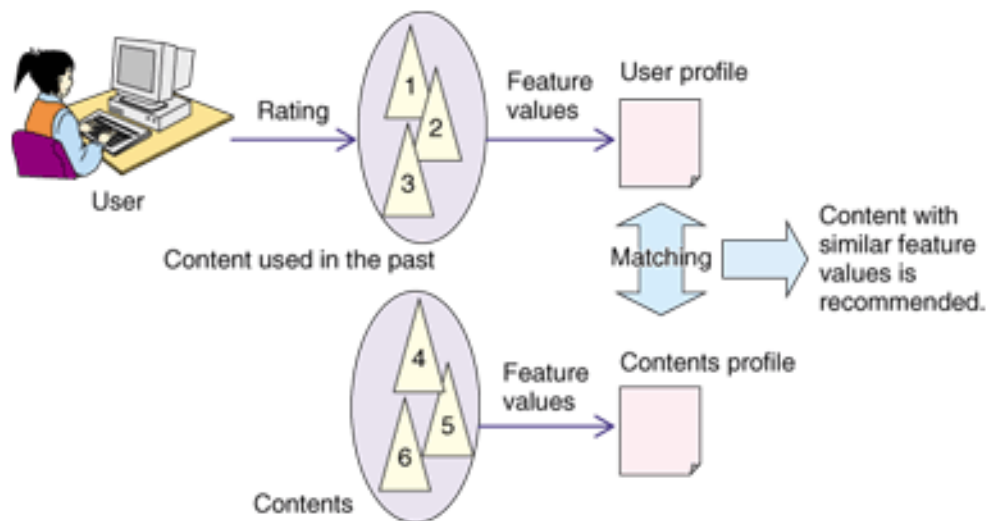 User
Rating
1
2
3
Content used in the past
Feature
values
User profile
Matching
Content with
similar feature
values is
recommended.
4
5
6
Contents
Feature
values
Contents profile